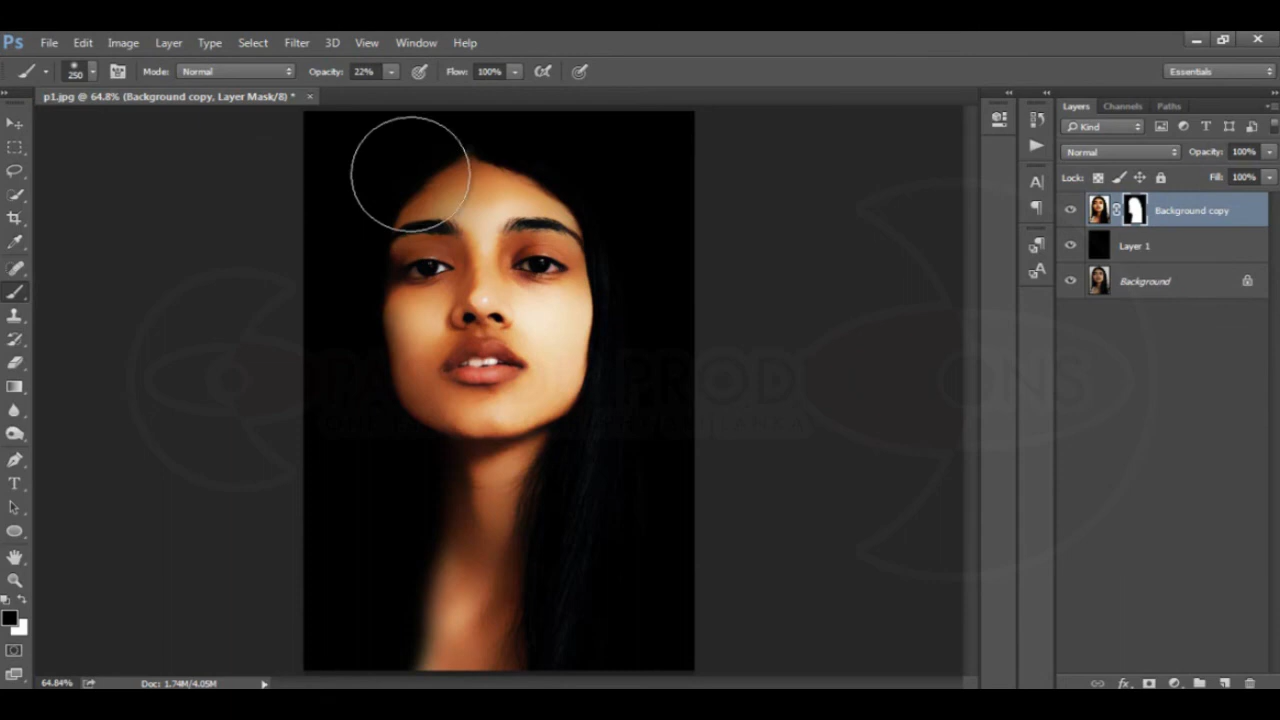 Ps File Edit Image Layer Type Select Filter 3D View Window Help
250 Mode: Normal Opacity: 22% Flow: 100% Essentials
p1.jpg @ 64.8% (Background copy, Layer Mask/8) * ×
Layers Channels Paths
Kind
Normal Opacity: 100%
Lock: Fill: 100%
Background copy
Layer 1
Background
64.84% Doc: 1.74M/4.05M